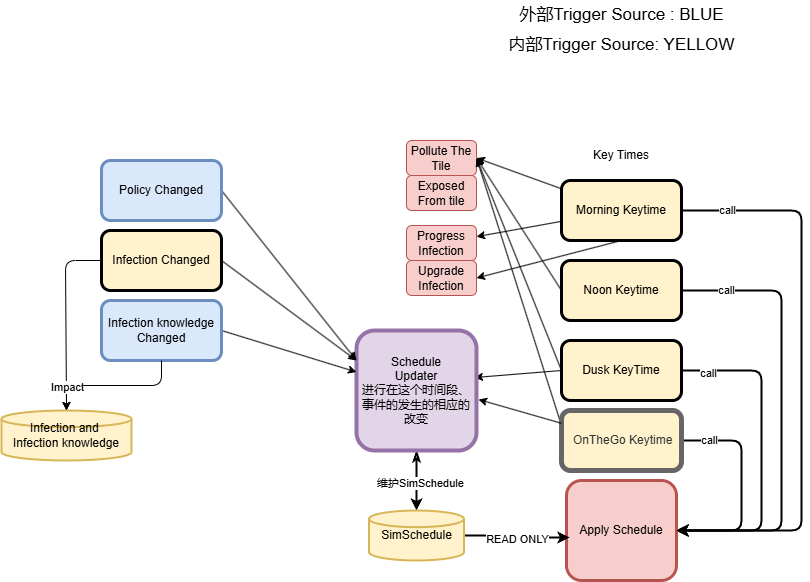 外部Trigger Source : BLUE
内部Trigger Source: YELLOW
Pollute The
Tile
Exposed
From tile
Progress
Infection
Upgrade
Infection
Key Times
Morning Keytime
call
Noon Keytime
call
Dusk KeyTime
call
OnTheGo Keytime
call
Policy Changed
Infection Changed
Infection knowledge
Changed
Impact
Infection and
Infection knowledge
Schedule
Updater
进行在这个时间段、
事件的发生的相应的
改变
维护SimSchedule
SimSchedule
READ ONLY
Apply Schedule